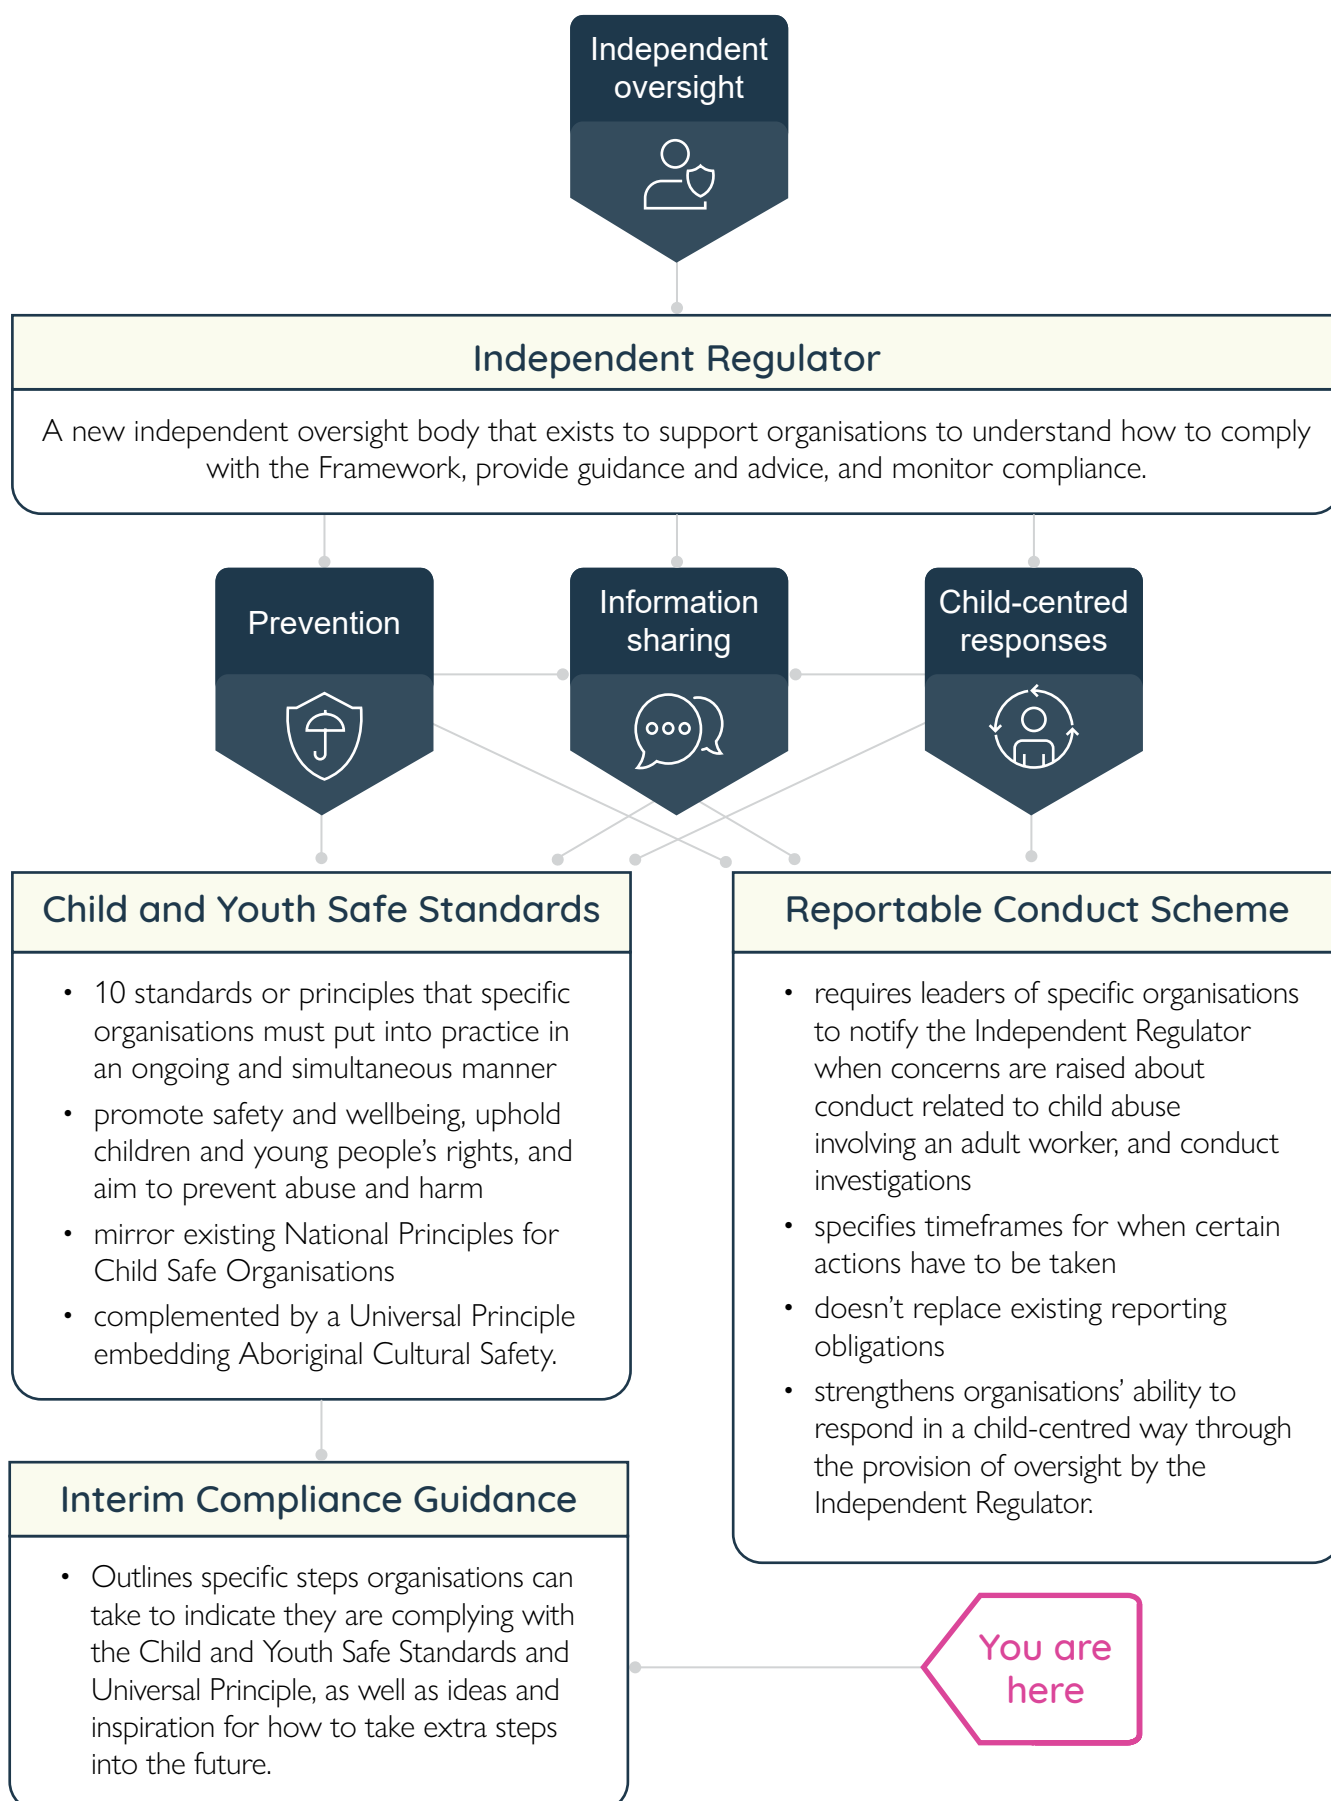 Independent
oversight
Independent Regulator
A new independent oversight body that exists to support organisations to understand how to comply
with the Framework, provide guidance and advice, and monitor compliance.
Prevention
Information
sharing
Child-centred
responses
Child and Youth Safe Standards
• 10 standards or principles that specific
organisations must put into practice in
an ongoing and simultaneous manner
• promote safety and wellbeing, uphold
children and young people’s rights, and
aim to prevent abuse and harm
• mirror existing National Principles for
Child Safe Organisations
• complemented by a Universal Principle
embedding Aboriginal Cultural Safety.
Reportable Conduct Scheme
• requires leaders of specific organisations
to notify the Independent Regulator
when concerns are raised about
conduct related to child abuse
involving an adult worker, and conduct
investigations
• specifies timeframes for when certain
actions have to be taken
• doesn’t replace existing reporting
obligations
• strengthens organisations’ ability to
respond in a child-centred way through
the provision of oversight by the
Independent Regulator.
Interim Compliance Guidance
• Outlines specific steps organisations can
take to indicate they are complying with
the Child and Youth Safe Standards and
Universal Principle, as well as ideas and
inspiration for how to take extra steps
into the future.
You are
here